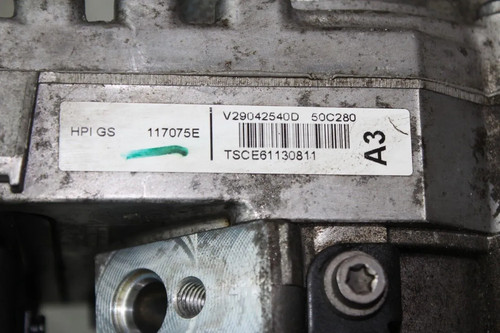 V29042540D 50C280
HPI GS 117075E
TSCE61130811
A3